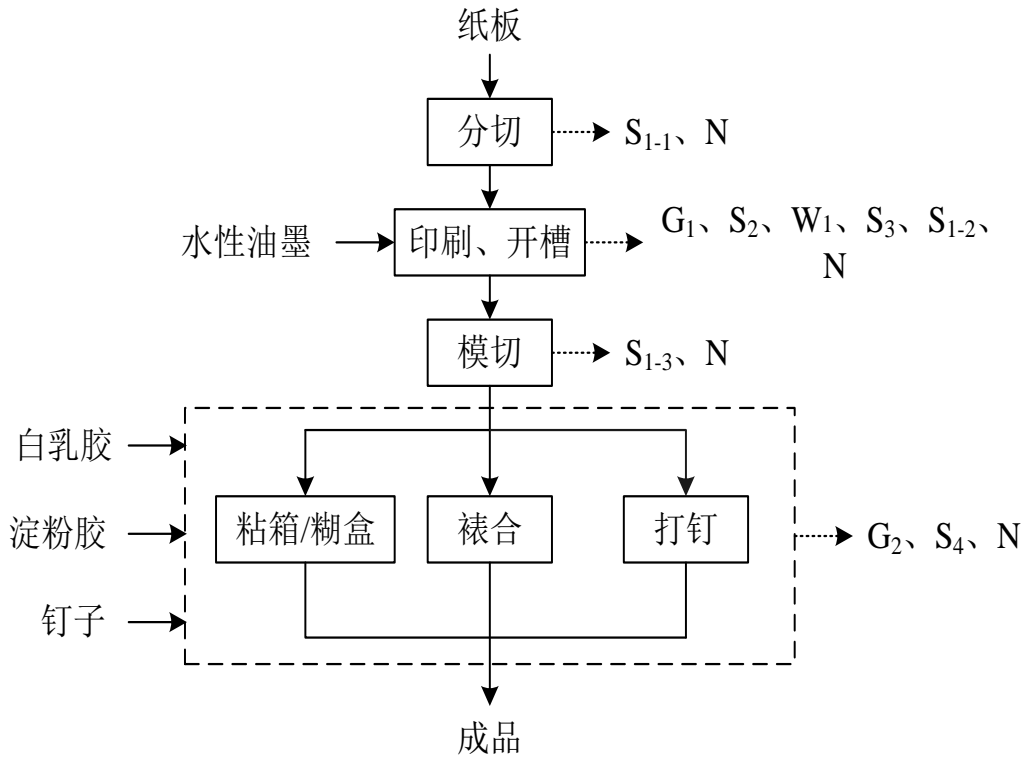 纸板
分切
S₁₋₁、N
水性油墨
印刷、开槽
G₁、S₂、W₁、S₃、S₁₋₂、
N
模切
S₁₋₃、N
白乳胶
淀粉胶
钉子
粘箱/糊盒
裱合
打钉
G₂、S₄、N
成品